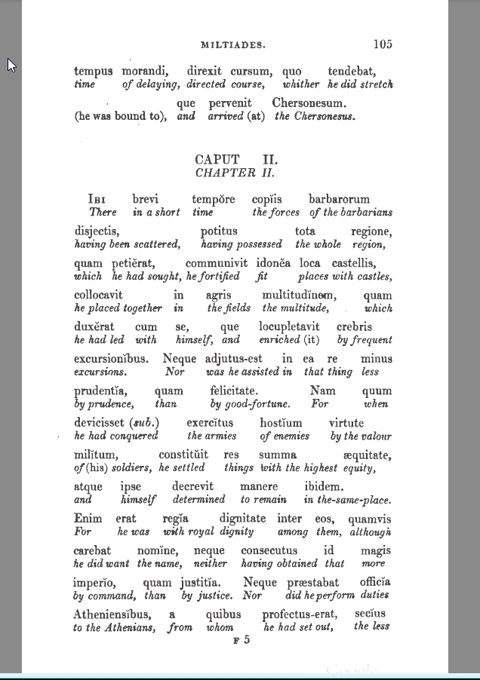 MILTIADES. 105
tempus morandi, direxit cursum, quo tendebat,
time of delaying, directed course, whither he did stretch
que pervenit Chersonesum.
(he was bound to), and arrived (at) the Chersonesus.
CAPUT II.
CHAPTER II.
IBI brevi tempŏre copĭis barbarorum
There in a short time the forces of the barbarians
disjectis, potitus tota regione,
having been scattered, having possessed the whole region,
quam petiĕrat, communivit idonĕa loca castellis,
which he had sought, he fortified fit places with castles,
collocavit in agris multitudĭnem, quam
he placed together in the fields the multitude, which
duxĕrat cum se, que locupletavit crebris
he had led with himself, and enriched (it) by frequent
excursionĭbus. Neque adjutus-est in ea re minus
excursions. Nor was he assisted in that thing less
prudentĭa, quam felicitate. Nam quum
by prudence, than by good-fortune. For when
devicisset (sub.) exercĭtus hostĭum virtute
he had conquered the armies of enemies by the valour
milĭtum, constitŭit res summa æquitate,
of (his) soldiers, he settled things with the highest equity,
atque ipse decrevit manere ibidem.
and himself determined to remain in the-same-place.
Enim erat regĭa dignitate inter eos, quamvis
For he was with royal dignity among them, although
carebat nomĭne, neque consecutus id magis
he did want the name, neither having obtained that more
imperĭo, quam justitĭa. Neque præstabat officĭa
by command, than by justice. Nor did he perform duties
Atheniensĭbus, a quibus profectus-erat, secĭus
to the Athenians, from whom he had set out, the less
F 5